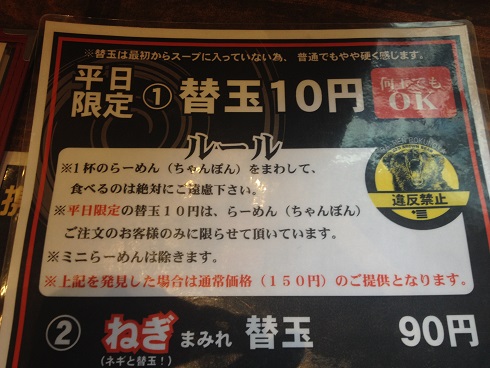 ※替玉は最初からスープに入っていない為、普通でもやや硬く感じます。
平日限定 ① 替玉10円 何玉でもOK
ルール
※1杯のらーめん（ちゃんぽん）をまわして、
食べるのは絶対にご遠慮下さい。
※平日限定の替玉１０円は、らーめん（ちゃんぽん）
ご注文のお客様のみに限らせて頂いています。
※ミニらーめんは除きます。
※上記を発見した場合は通常価格（１５０円）のご提供となります。
違反禁止
② ねぎ まみれ 替玉 90円
（ネギと替玉！）